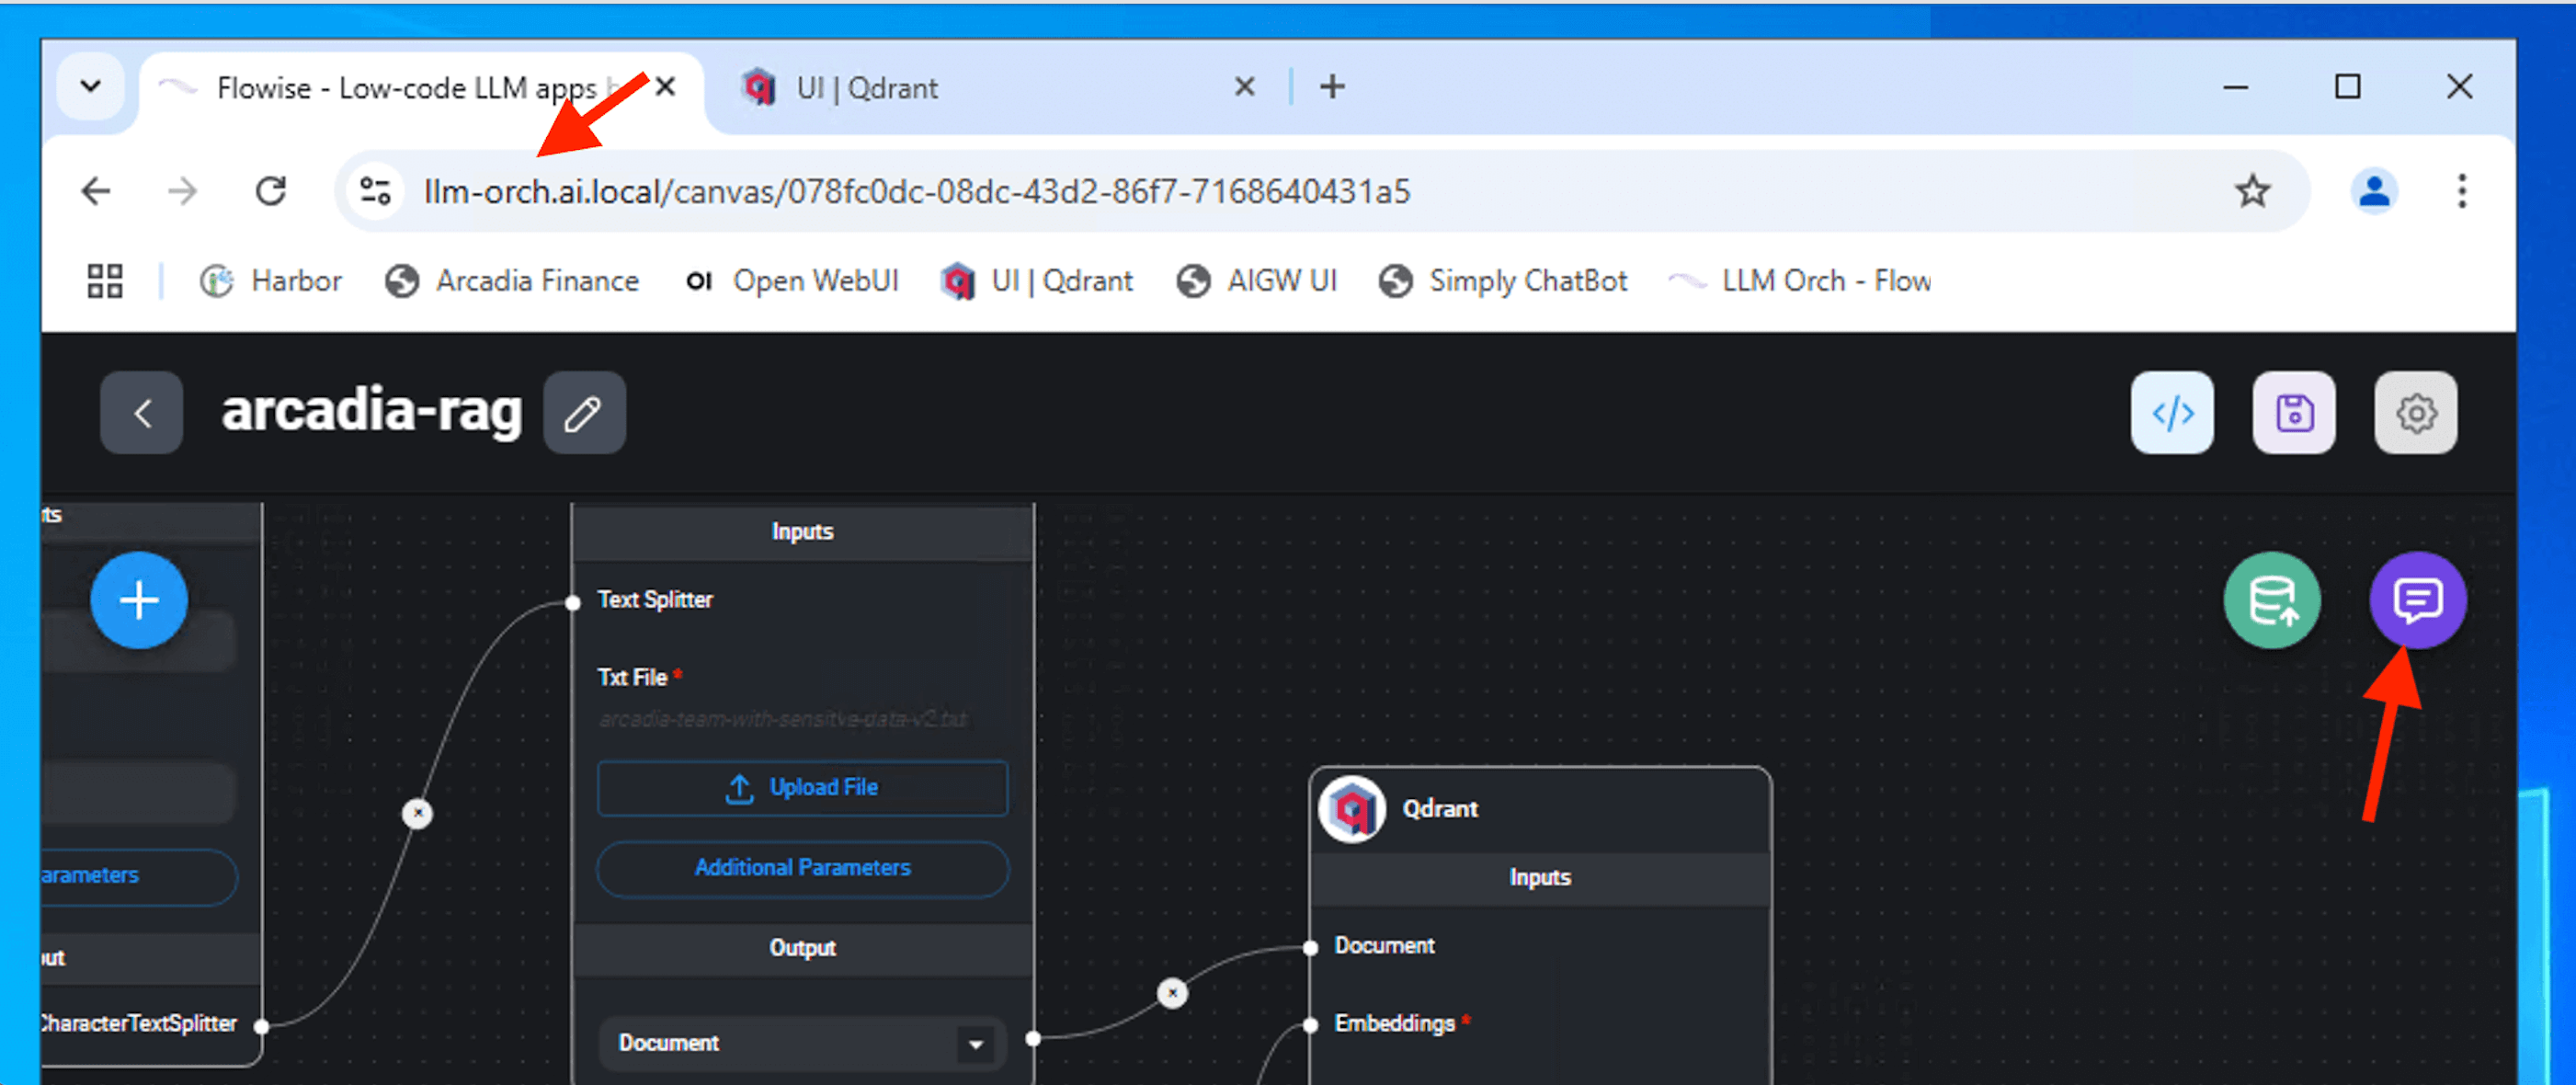 Flowise - Low-code LLM apps b
UI | Qdrant
llm-orch.ai.local/canvas/078fc0dc-08dc-43d2-86f7-7168640431a5
Harbor
Arcadia Finance
OI Open WebUI
UI | Qdrant
AIGW UI
Simply ChatBot
LLM Orch - Flow
arcadia-rag
</>
ts
Inputs
Text Splitter
Txt File *
arcadia-team-with-sensitve-data-v2.txt
Upload File
Qdrant
arameters
Additional Parameters
Inputs
Output
Document
ut
CharacterTextSplitter
Embeddings *
Document